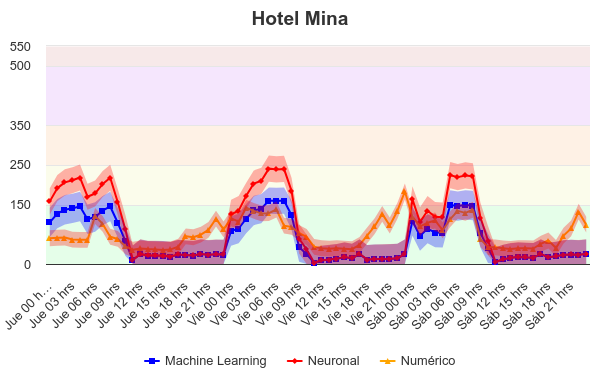 Hotel Mina
550
500
350
250
150
0
Jue 00 h...
Jue 03 hrs
Jue 06 hrs
Jue 09 hrs
Jue 12 hrs
Jue 15 hrs
Jue 18 hrs
Jue 21 hrs
Vie 00 hrs
Vie 03 hrs
Vie 06 hrs
Vie 09 hrs
Vie 12 hrs
Vie 15 hrs
Vie 18 hrs
Vie 21 hrs
Sáb 00 hrs
Sáb 03 hrs
Sáb 06 hrs
Sáb 09 hrs
Sáb 12 hrs
Sáb 15 hrs
Sáb 18 hrs
Sáb 21 hrs
Machine Learning Neuronal Numérico